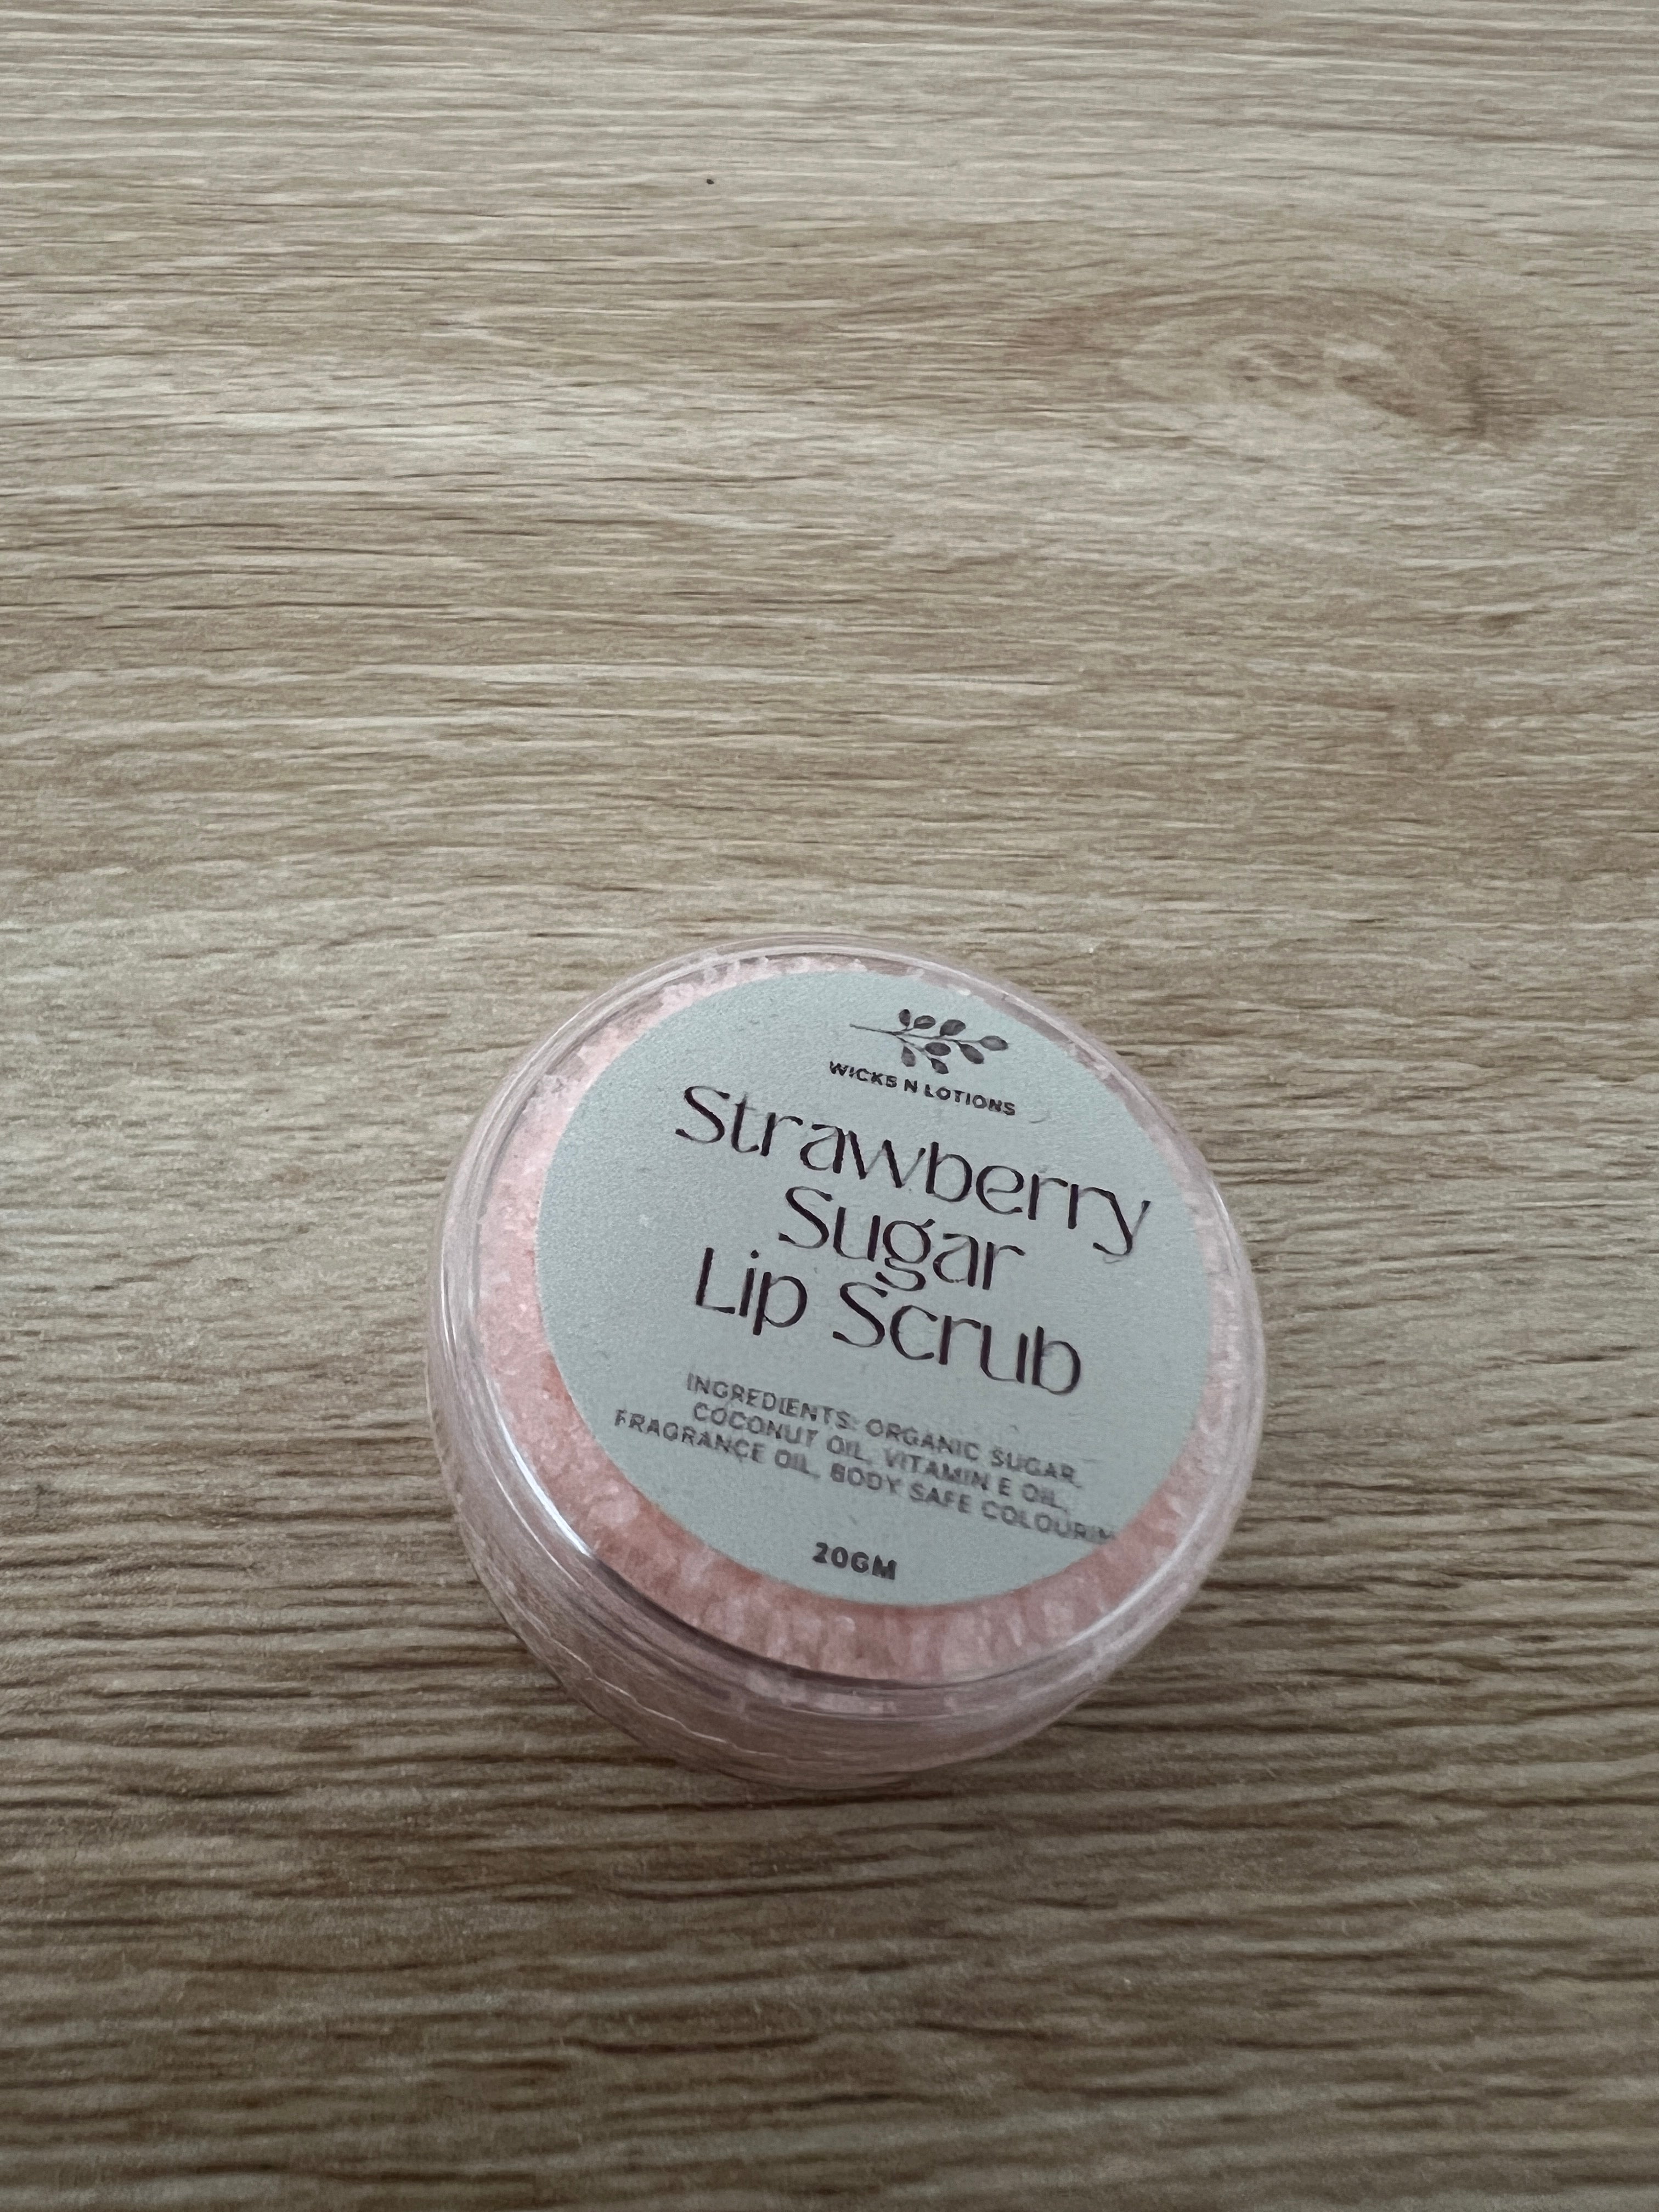 WICKS N LOTIONS
Strawberry
Sugar
Lip Scrub
INGREDIENTS: ORGANIC SUGAR,
COCONUT OIL, VITAMIN E OIL,
FRAGRANCE OIL, BODY SAFE
20GM